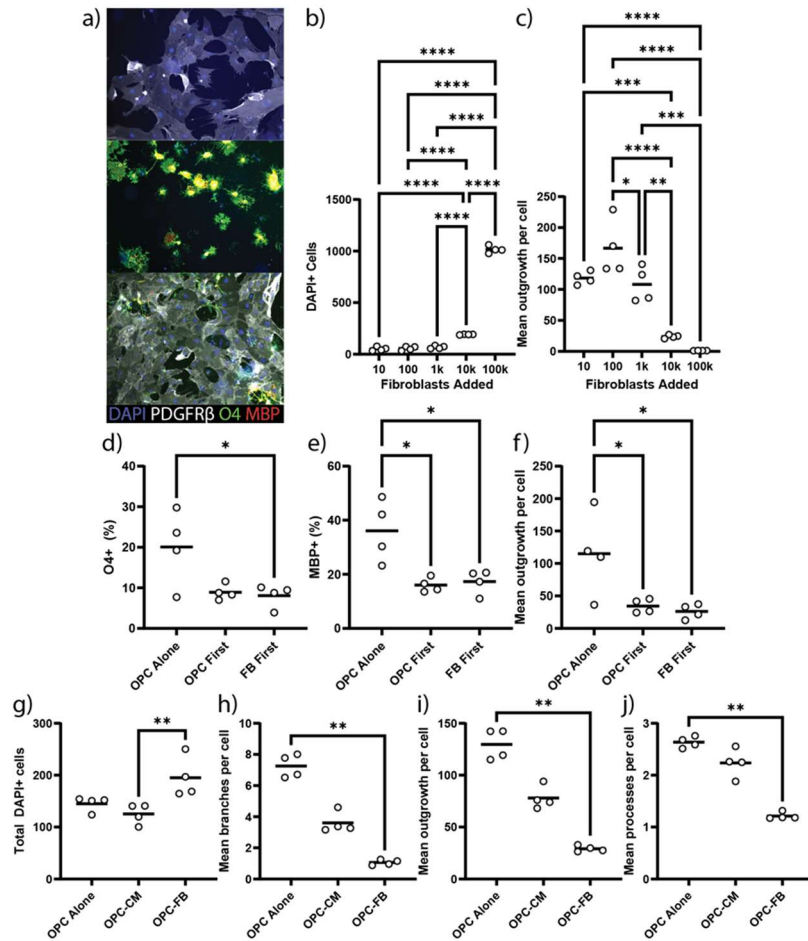 a)
DAPI PDGFRβ O4 MBP
b)
****
****
****
****
**** ****
****
DAPI+ Cells
1500
1000
500
0
10 100 1k 10k 100k
Fibroblasts Added
c)
****
****
***
***
****
* **
Mean outgrowth per cell
250
200
150
100
50
0
10 100 1k 10k 100k
Fibroblasts Added
d)
*
O4+ (%)
40
30
20
10
0
OPC Alone
OPC First
FB First
e)
*
*
MBP+ (%)
60
40
20
0
OPC Alone
OPC First
FB First
f)
*
*
Mean outgrowth per cell
250
200
150
100
50
0
OPC Alone
OPC First
FB First
g)
**
Total DAPI+ cells
300
200
100
0
OPC Alone
OPC-CM
OPC-FB
h)
**
Mean branches per cell
10
8
6
4
2
0
OPC Alone
OPC-CM
OPC-FB
i)
**
Mean outgrowth per cell
150
100
50
0
OPC Alone
OPC-CM
OPC-FB
j)
**
Mean processes per cell
3
2
1
0
OPC Alone
OPC-CM
OPC-FB